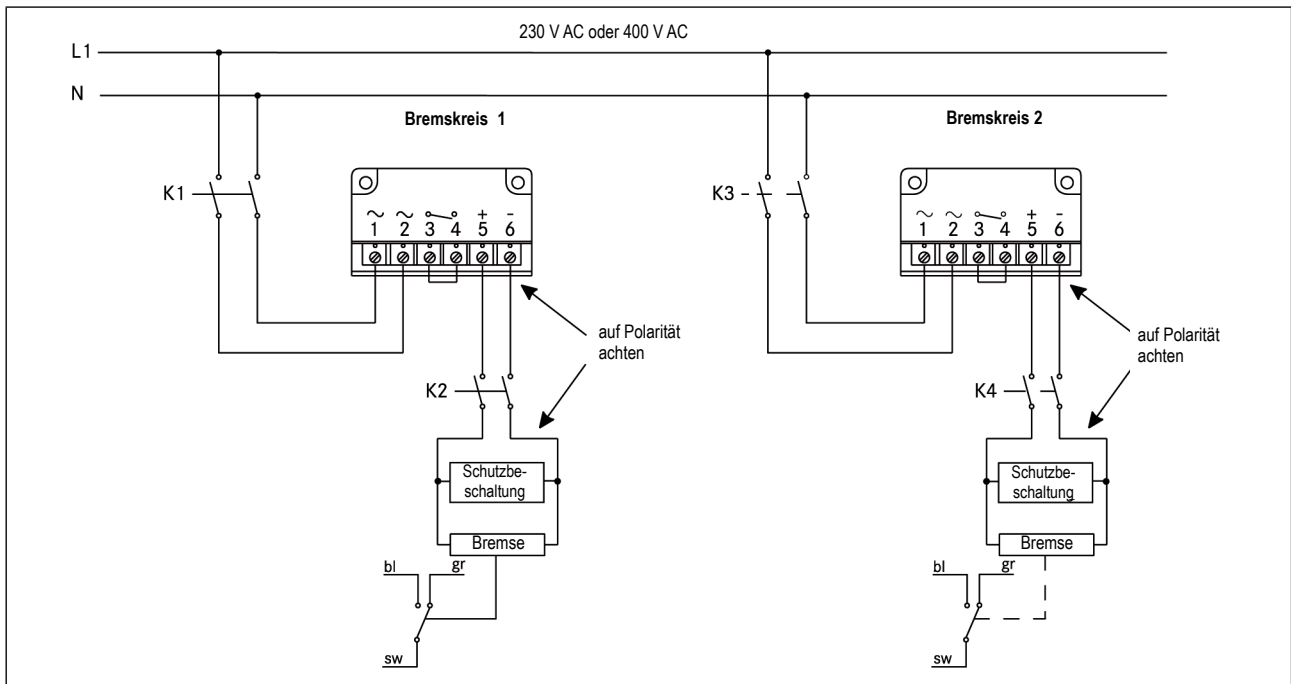 230 V AC oder 400 V AC
L1
N
Bremskreis 1
Bremskreis 2
K1
K3
~ ~ + -
1 2 3 4 5 6
~ ~ + -
1 2 3 4 5 6
auf Polarität
achten
auf Polarität
achten
K2
K4
Schutzbe-
schaltung
Schutzbe-
schaltung
Bremse
Bremse
bl gr
bl gr
sw
sw